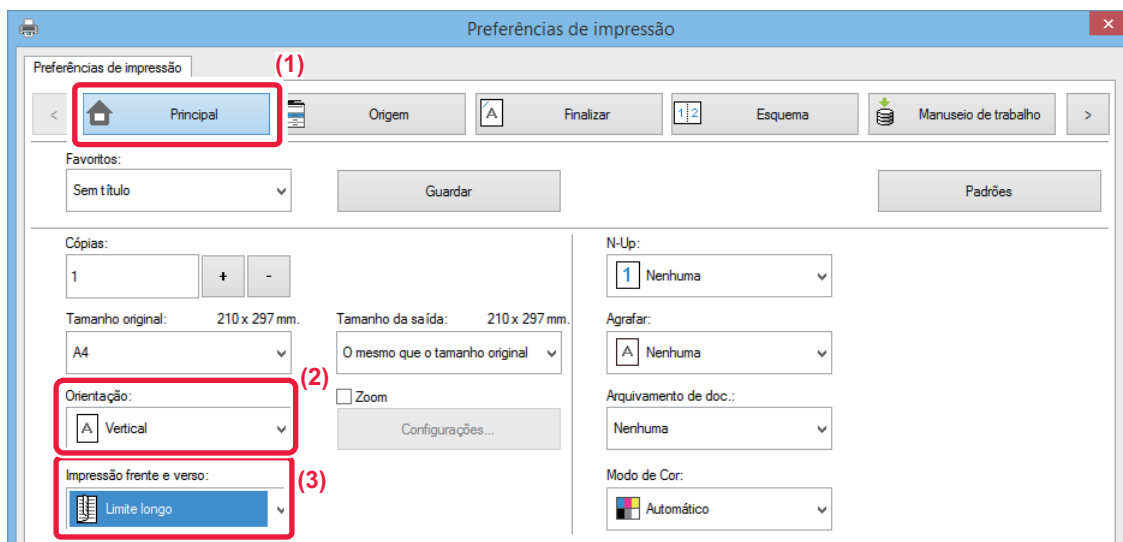 Preferências de impressão
×
Preferências de impressão
(1)
<
Principal
Origem
A
Finalizar
1 2
Esquema
Manuseio de trabalho
>
Favoritos:
Sem título
Guardar
Padrões
Cópias:
1
+
-
Tamanho original: 210 x 297 mm.
A4
Tamanho da saída: 210 x 297 mm.
O mesmo que o tamanho original
(2)
Orientação:
A Vertical
Zoom
Configurações...
(3)
Impressão frente e verso:
Limite longo
N-Up:
1 Nenhuma
Agrafar:
A Nenhuma
Arquivamento de doc.:
Nenhuma
Modo de Cor:
Automático